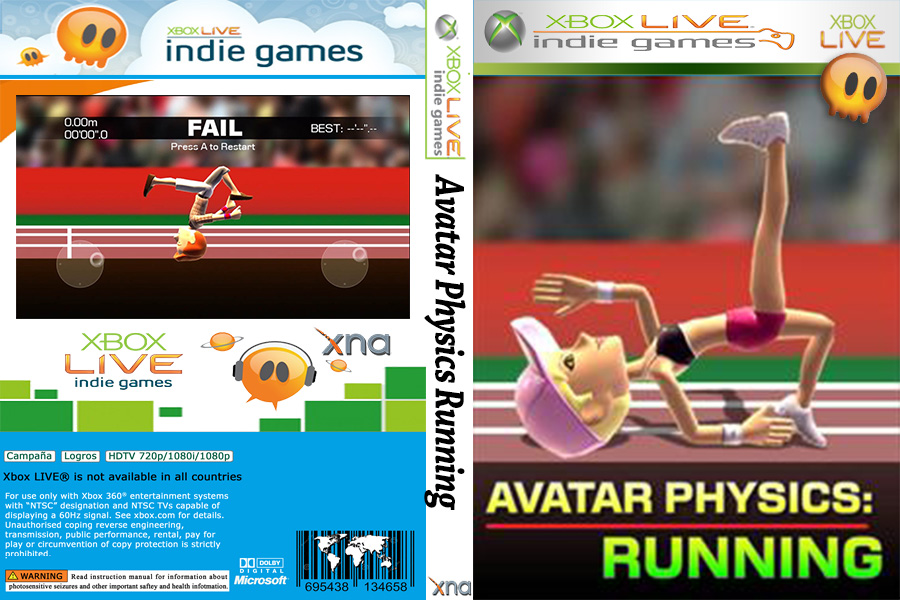 XBOX LIVE
indie games
0.00m
00'00".0
FAIL
Press A to Restart
BEST: --'--".--
XBOX
LIVE
indie games
xna
Campaña
Logros
HDTV 720p/1080i/1080p
Xbox LIVE® is not available in all countries
For use only with Xbox 360® entertainment systems
with “NTSC” designation and NTSC TVs capable of
displaying a 60Hz signal. See xbox.com for details.
Unauthorised coping reverse engineering,
transmission, public performance, rental, pay for
play or circumvention of copy protection is strictly
prohibited.
WARNING
Read instruction manual for information about
photosensitive seizures and other important saftey and health infotmation.
DOLBY
DIGITAL
Microsoft
695438 134658
XBOX LIVE
indie games
Avatar Physics Running
xna
XBOX LIVE
indie games
XBOX
LIVE
AVATAR PHYSICS:
RUNNING